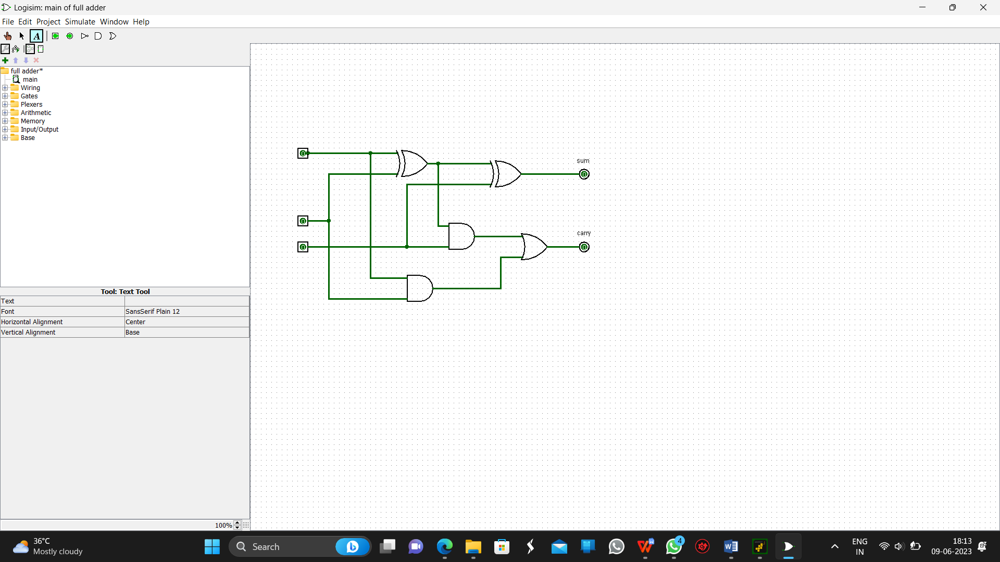 Logisim: main of full adder
File Edit Project Simulate Window Help
A
full adder*
main
Wiring
Gates
Plexers
Arithmetic
Memory
Input/Output
Base
Tool: Text Tool
Text
Font SansSerif Plain 12
Horizontal Alignment Center
Vertical Alignment Base
100%
sum
carry
0
0
0
0
0
36°C
Mostly cloudy
Search
4
ENG
IN
18:13
09-06-2023